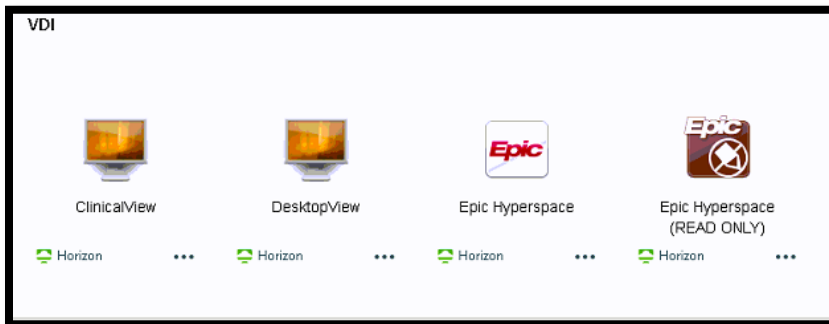 VDI
Epic
Epic
ClinicalView
DesktopView
Epic Hyperspace
Epic Hyperspace
(READ ONLY)
Horizon
Horizon
Horizon
Horizon